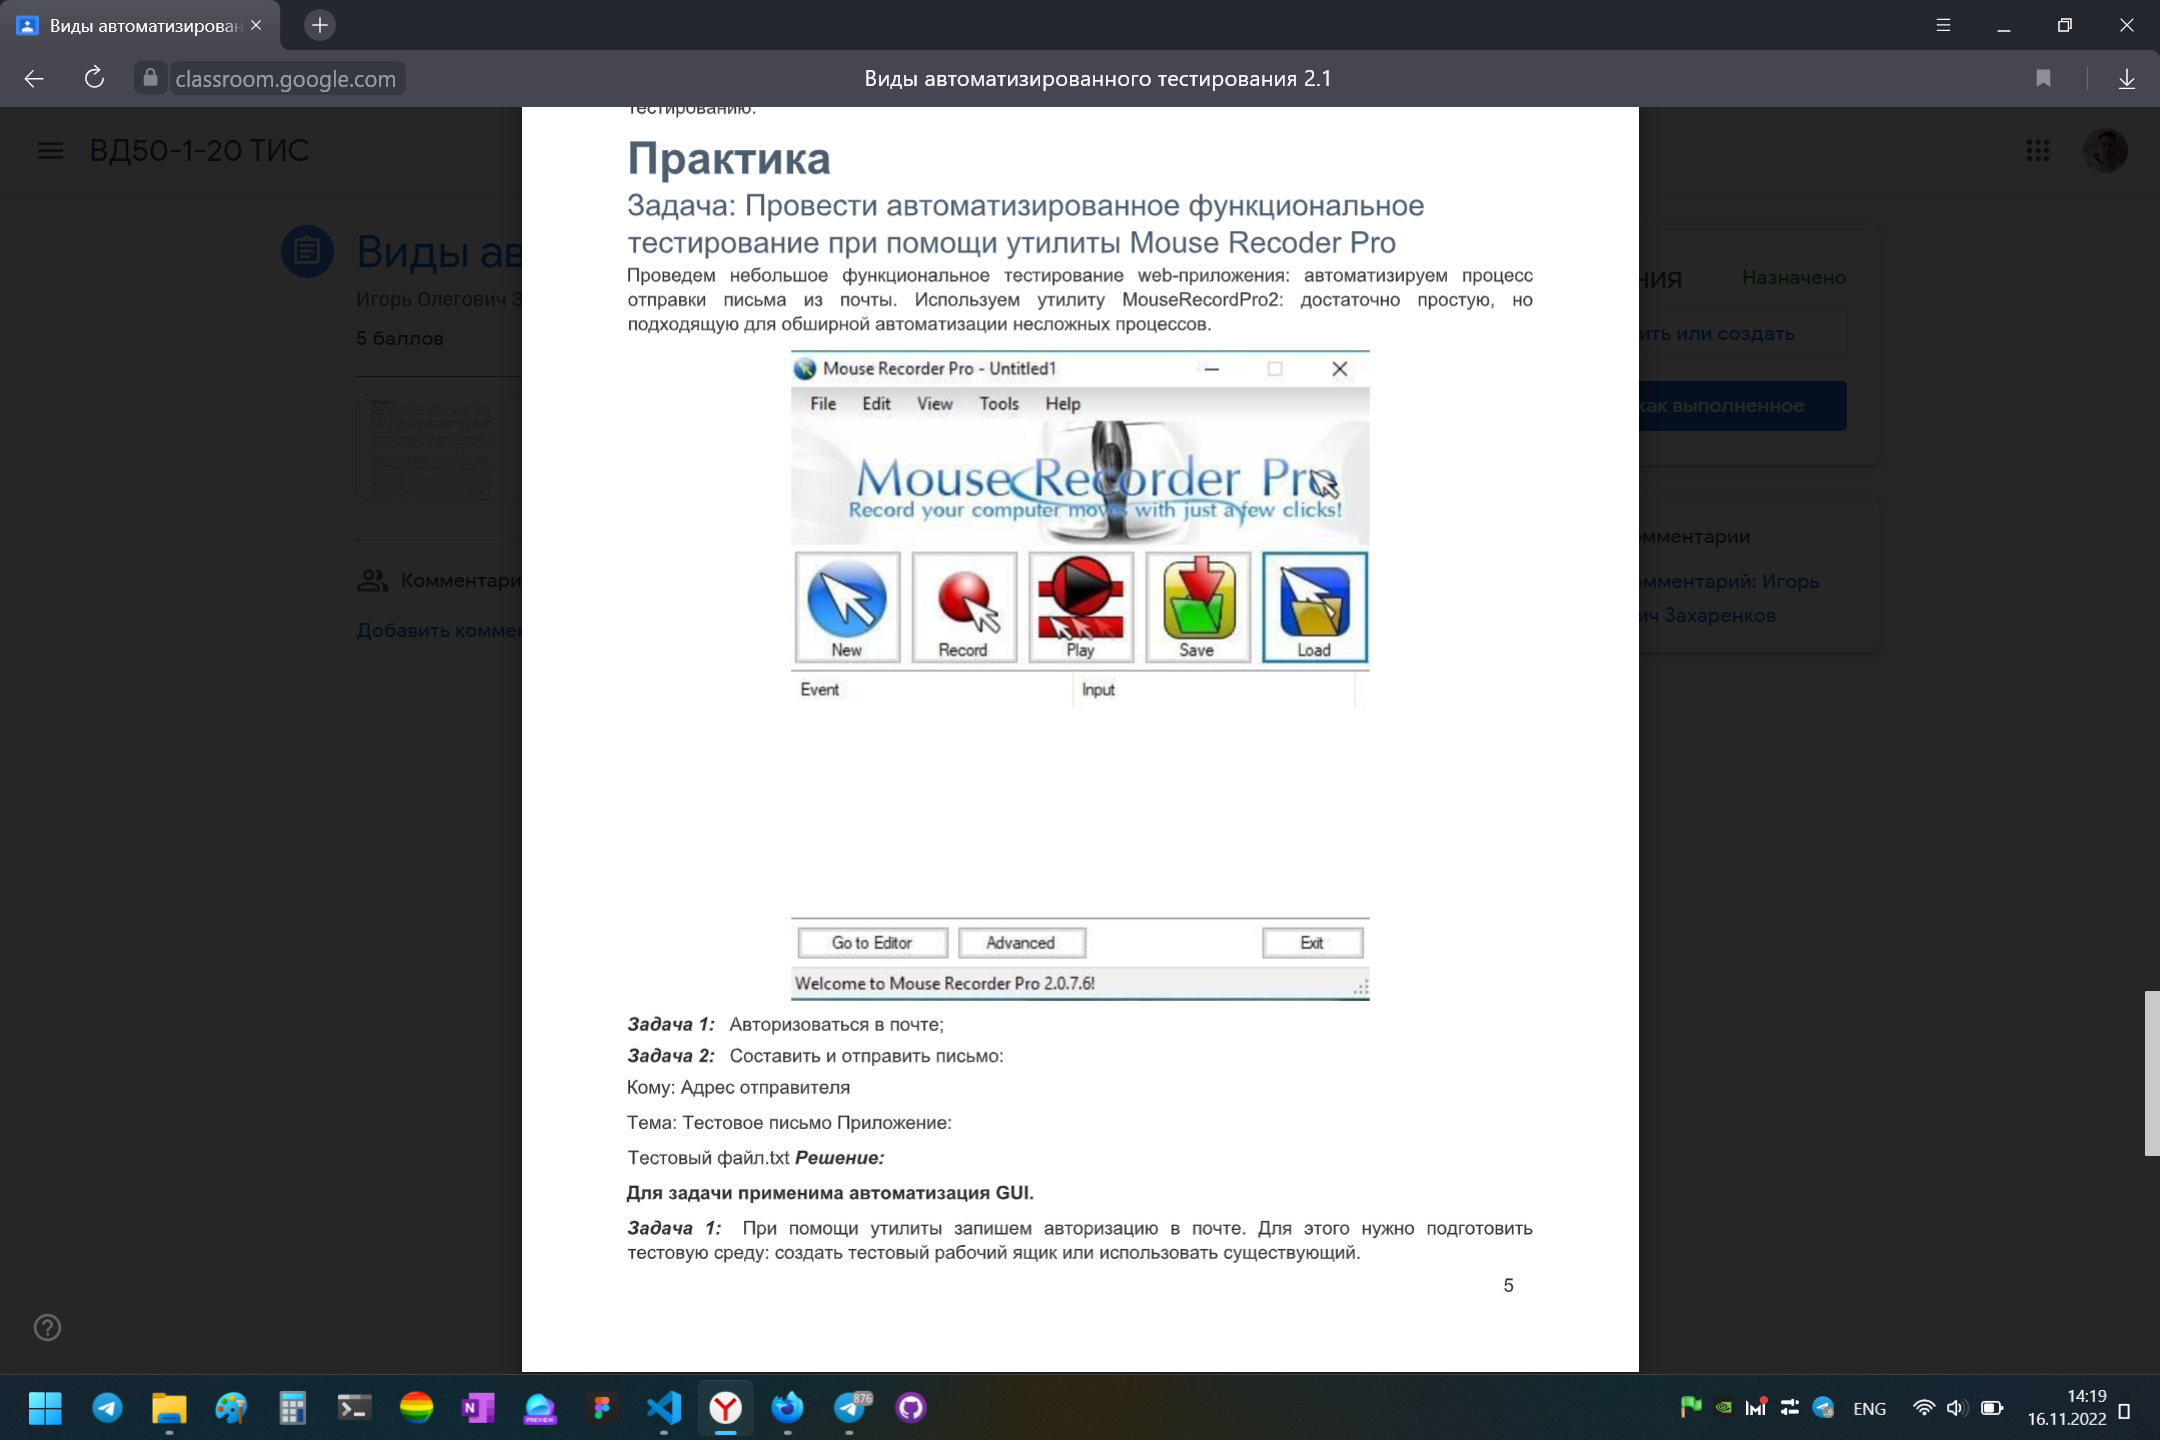 Виды автоматизирован
classroom.google.com
Виды автоматизированного тестирования 2.1
ВД50-1-20 ТИС
Виды ав
Игорь Олегович З
5 баллов
Комментари
Добавить коммен
тестированию.
Практика
Задача: Провести автоматизированное функциональное
тестирование при помощи утилиты Mouse Recoder Pro
Проведем небольшое функциональное тестирование web-приложения: автоматизируем процесс
отправки письма из почты. Используем утилиту MouseRecordPro2: достаточно простую, но
подходящую для обширной автоматизации несложных процессов.
Mouse Recorder Pro - Untitled1
File Edit View Tools Help
Mouse Recorder Pro
Record your computer moves with just a few clicks!
New Record Play Save Load
Event Input
Go to Editor Advanced Exit
Welcome to Mouse Recorder Pro 2.0.7.6!
Задача 1: Авторизоваться в почте;
Задача 2: Составить и отправить письмо:
Кому: Адрес отправителя
Тема: Тестовое письмо Приложение:
Тестовый файл.txt Решение:
Для задачи применима автоматизация GUI.
Задача 1: При помощи утилиты запишем авторизацию в почте. Для этого нужно подготовить
тестовую среду: создать тестовый рабочий ящик или использовать существующий.
5
ния Назначено
ить или создать
как выполненное
омментарии
омментарий: Игорь
ич Захаренков
876
ENG
14:19
16.11.2022